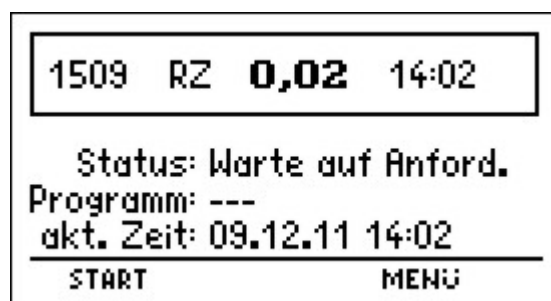 1509 RZ 0,02 14:02
Status: Warte auf Anford.
Programm: ---
akt. Zeit: 09.12.11 14:02
START MENÜ